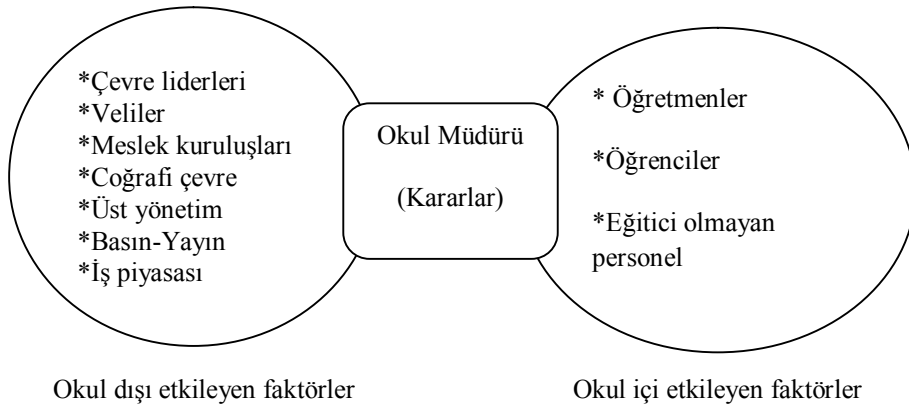 *Çevre liderleri
*Veliler
*Meslek kuruluşları
*Coğrafi çevre
*Üst yönetim
*Basın-Yayın
*İş piyasası
Okul Müdürü
(Kararlar)
* Öğretmenler
*Öğrenciler
*Eğitici olmayan
personel
Okul dışı etkileyen faktörler
Okul içi etkileyen faktörler